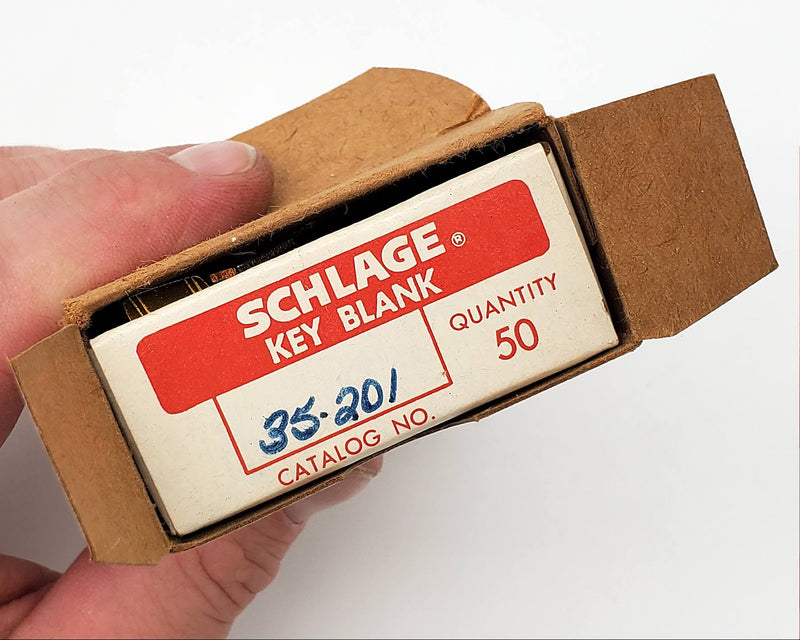 SCHLAGE®
KEY BLANK
QUANTITY
50
35-201
CATALOG NO.